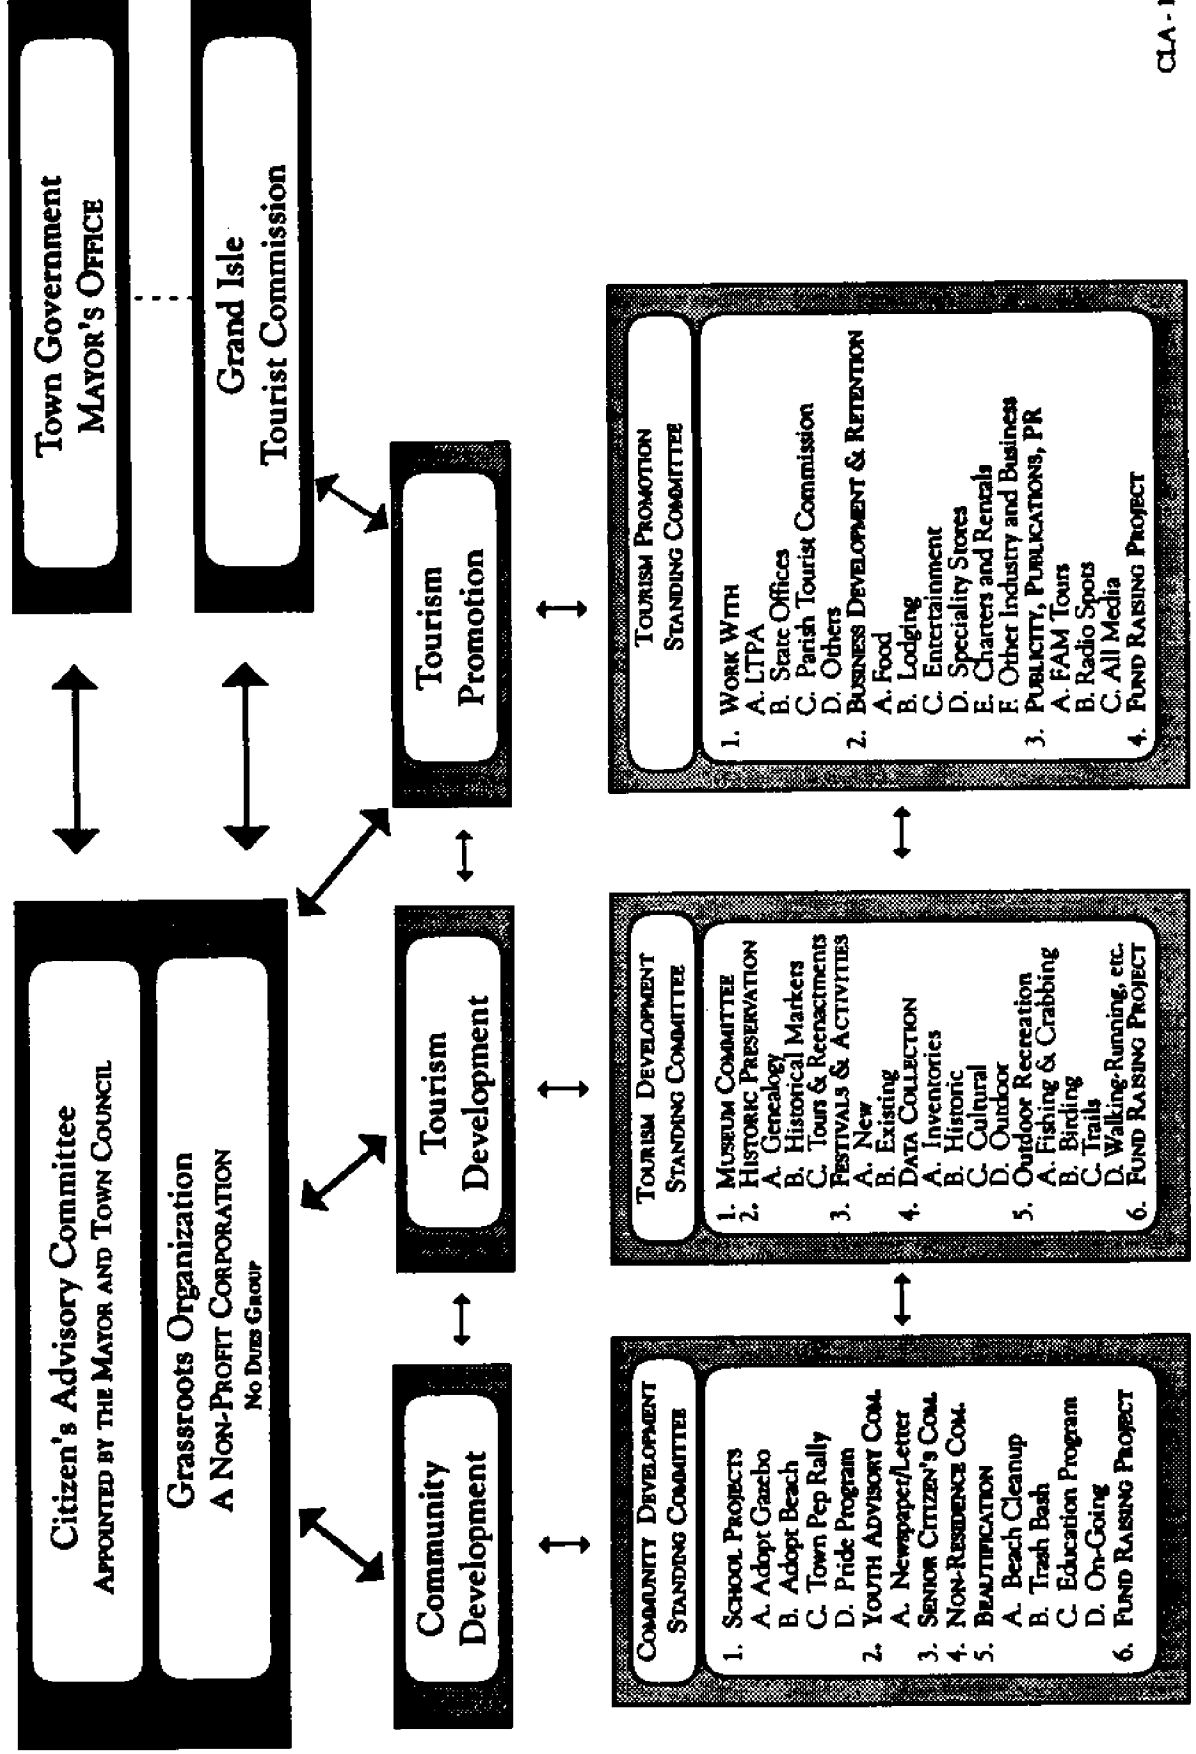 Citizen's Advisory Committee
APPOINTED BY THE MAYOR AND TOWN COUNCIL
Grassroots Organization
A NON-PROFIT CORPORATION
NO DUES GROUP
Town Government
MAYOR'S OFFICE
Grand Isle
Tourist Commission
Community
Development
Tourism
Development
Tourism
Promotion
COMMUNITY DEVELOPMENT
STANDING COMMITTEE
1. SCHOOL PROJECTS
A. Adopt Gazebo
B. Adopt Beach
C. Town Pep Rally
D. Pride Program
2. YOUTH ADVISORY COM.
A. Newspaper/Letter
3. SENIOR CITIZEN'S COM.
4. NON-RESIDENCE COM.
5. BEAUTIFICATION
A. Beach Cleanup
B. Trash Bash
C. Education Program
D. On-Going
6. FUND RAISING PROJECT
TOURISM DEVELOPMENT
STANDING COMMITTEE
1. MUSEUM COMMITTEE
2. HISTORIC PRESERVATION
A. Genealogy
B. Historical Markers
C. Tours & Reenactments
3. FESTIVALS & ACTIVITIES
A. New
B. Existing
4. DATA COLLECTION
A. Inventories
B. Historic
C. Cultural
D. Outdoor
5. Outdoor Recreation
A. Fishing & Crabbing
B. Birding
C. Trails
D. Walking-Running, etc.
6. FUND RAISING PROJECT
TOURISM PROMOTION
STANDING COMMITTEE
1. WORK WITH
A. LTPA
B. State Offices
C. Parish Tourist Commission
D. Others
2. BUSINESS DEVELOPMENT & RETENTION
A. Food
B. Lodging
C. Entertainment
D. Speciality Stores
E. Charters and Rentals
F. Other Industry and Business
3. PUBLICITY, PUBLICATIONS, PR
A. FAM Tours
B. Radio Spots
C. All Media
4. FUND RAISING PROJECT
CLA - 1